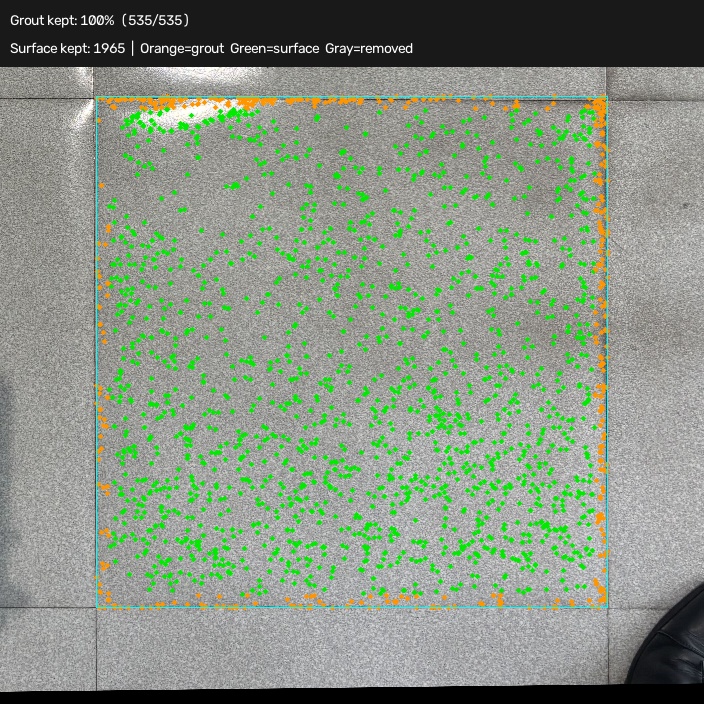 Grout kept: 100% (535/535)
Surface kept: 1965 | Orange=grout Green=surface Gray=removed